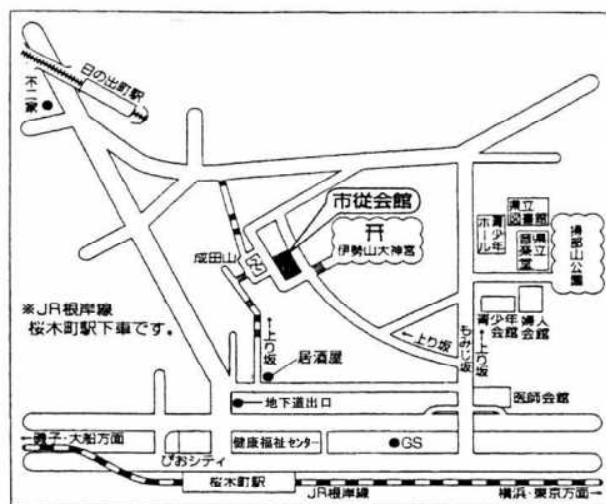 日の出町駅
不二家
市従会館
伊勢山大神宮
成田山
県立
図書館
青少年
ホール
県立
音楽堂
掃部山公園
※JR根岸線
桜木町駅下車です。
←上り坂
居酒屋
←上り坂
もみじ坂
←上り坂
青少年
会館
婦人
会館
医師会館
地下道出口
←磯子・大船方面
健康福祉センター
GS
ぴおシティ
桜木町駅
JR根岸線
横浜・東京方面